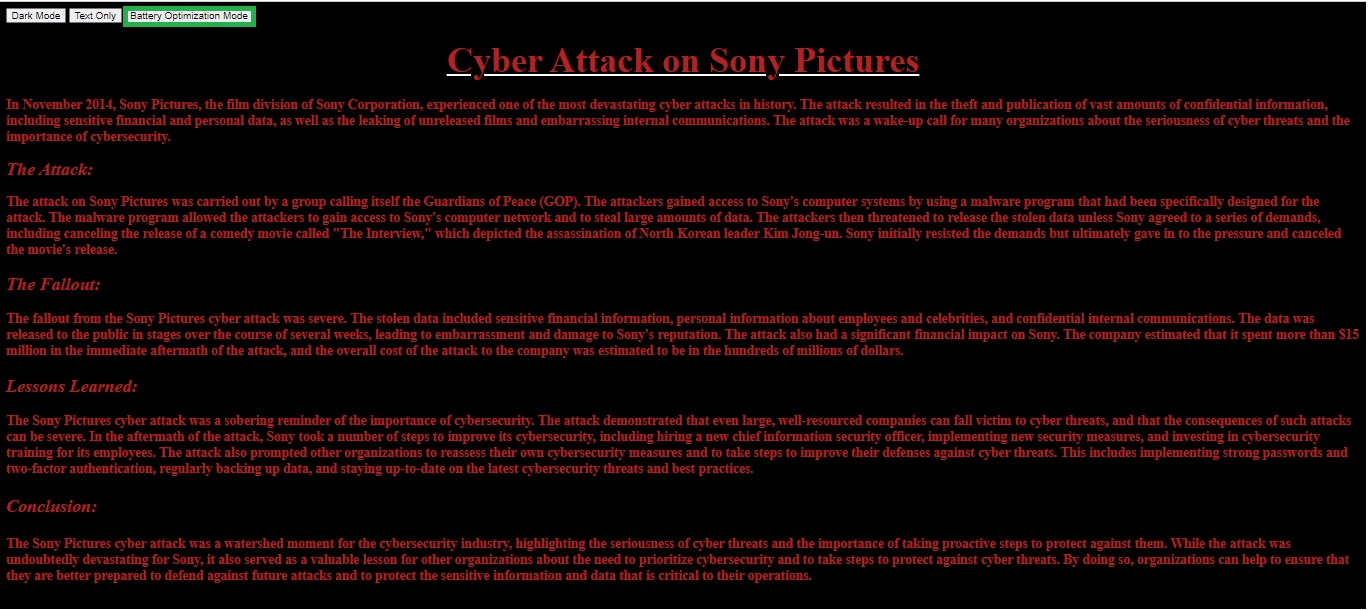 Dark Mode Text Only Battery Optimization Mode
Cyber Attack on Sony Pictures
In November 2014, Sony Pictures, the film division of Sony Corporation, experienced one of the most devastating cyber attacks in history. The attack resulted in the theft and publication of vast amounts of confidential information,
including sensitive financial and personal data, as well as the leaking of unreleased films and embarrassing internal communications. The attack was a wake-up call for many organizations about the seriousness of cyber threats and the
importance of cybersecurity.
The Attack:
The attack on Sony Pictures was carried out by a group calling itself the Guardians of Peace (GOP). The attackers gained access to Sony's computer systems by using a malware program that had been specifically designed for the
attack. The malware program allowed the attackers to gain access to Sony's computer network and to steal large amounts of data. The attackers then threatened to release the stolen data unless Sony agreed to a series of demands,
including canceling the release of a comedy movie called "The Interview," which depicted the assassination of North Korean leader Kim Jong-un. Sony initially resisted the demands but ultimately gave in to the pressure and canceled
the movie's release.
The Fallout:
The fallout from the Sony Pictures cyber attack was severe. The stolen data included sensitive financial information, personal information about employees and celebrities, and confidential internal communications. The data was
released to the public in stages over the course of several weeks, leading to embarrassment and damage to Sony's reputation. The attack also had a significant financial impact on Sony. The company estimated that it spent more than $15
million in the immediate aftermath of the attack, and the overall cost of the attack to the company was estimated to be in the hundreds of millions of dollars.
Lessons Learned:
The Sony Pictures cyber attack was a sobering reminder of the importance of cybersecurity. The attack demonstrated that even large, well-resourced companies can fall victim to cyber threats, and that the consequences of such attacks
can be severe. In the aftermath of the attack, Sony took a number of steps to improve its cybersecurity, including hiring a new chief information security officer, implementing new security measures, and investing in cybersecurity
training for its employees. The attack also prompted other organizations to reassess their own cybersecurity measures and to take steps to improve their defenses against cyber threats. This includes implementing strong passwords and
two-factor authentication, regularly backing up data, and staying up-to-date on the latest cybersecurity threats and best practices.
Conclusion:
The Sony Pictures cyber attack was a watershed moment for the cybersecurity industry, highlighting the seriousness of cyber threats and the importance of taking proactive steps to protect against them. While the attack was
undoubtedly devastating for Sony, it also served as a valuable lesson for other organizations about the need to prioritize cybersecurity and to take steps to protect against cyber threats. By doing so, organizations can help to ensure that
they are better prepared to defend against future attacks and to protect the sensitive information and data that is critical to their operations.